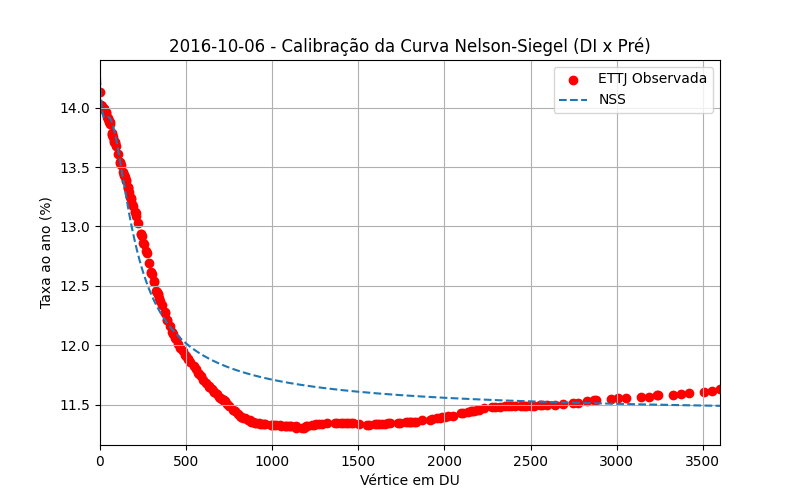 2016-10-06 - Calibração da Curva Nelson-Siegel (DI x Pré)
ETTJ Observada
NSS
Taxa ao ano (%)
14.0
13.5
13.0
12.5
12.0
11.5
0 500 1000 1500 2000 2500 3000 3500
Vértice em DU